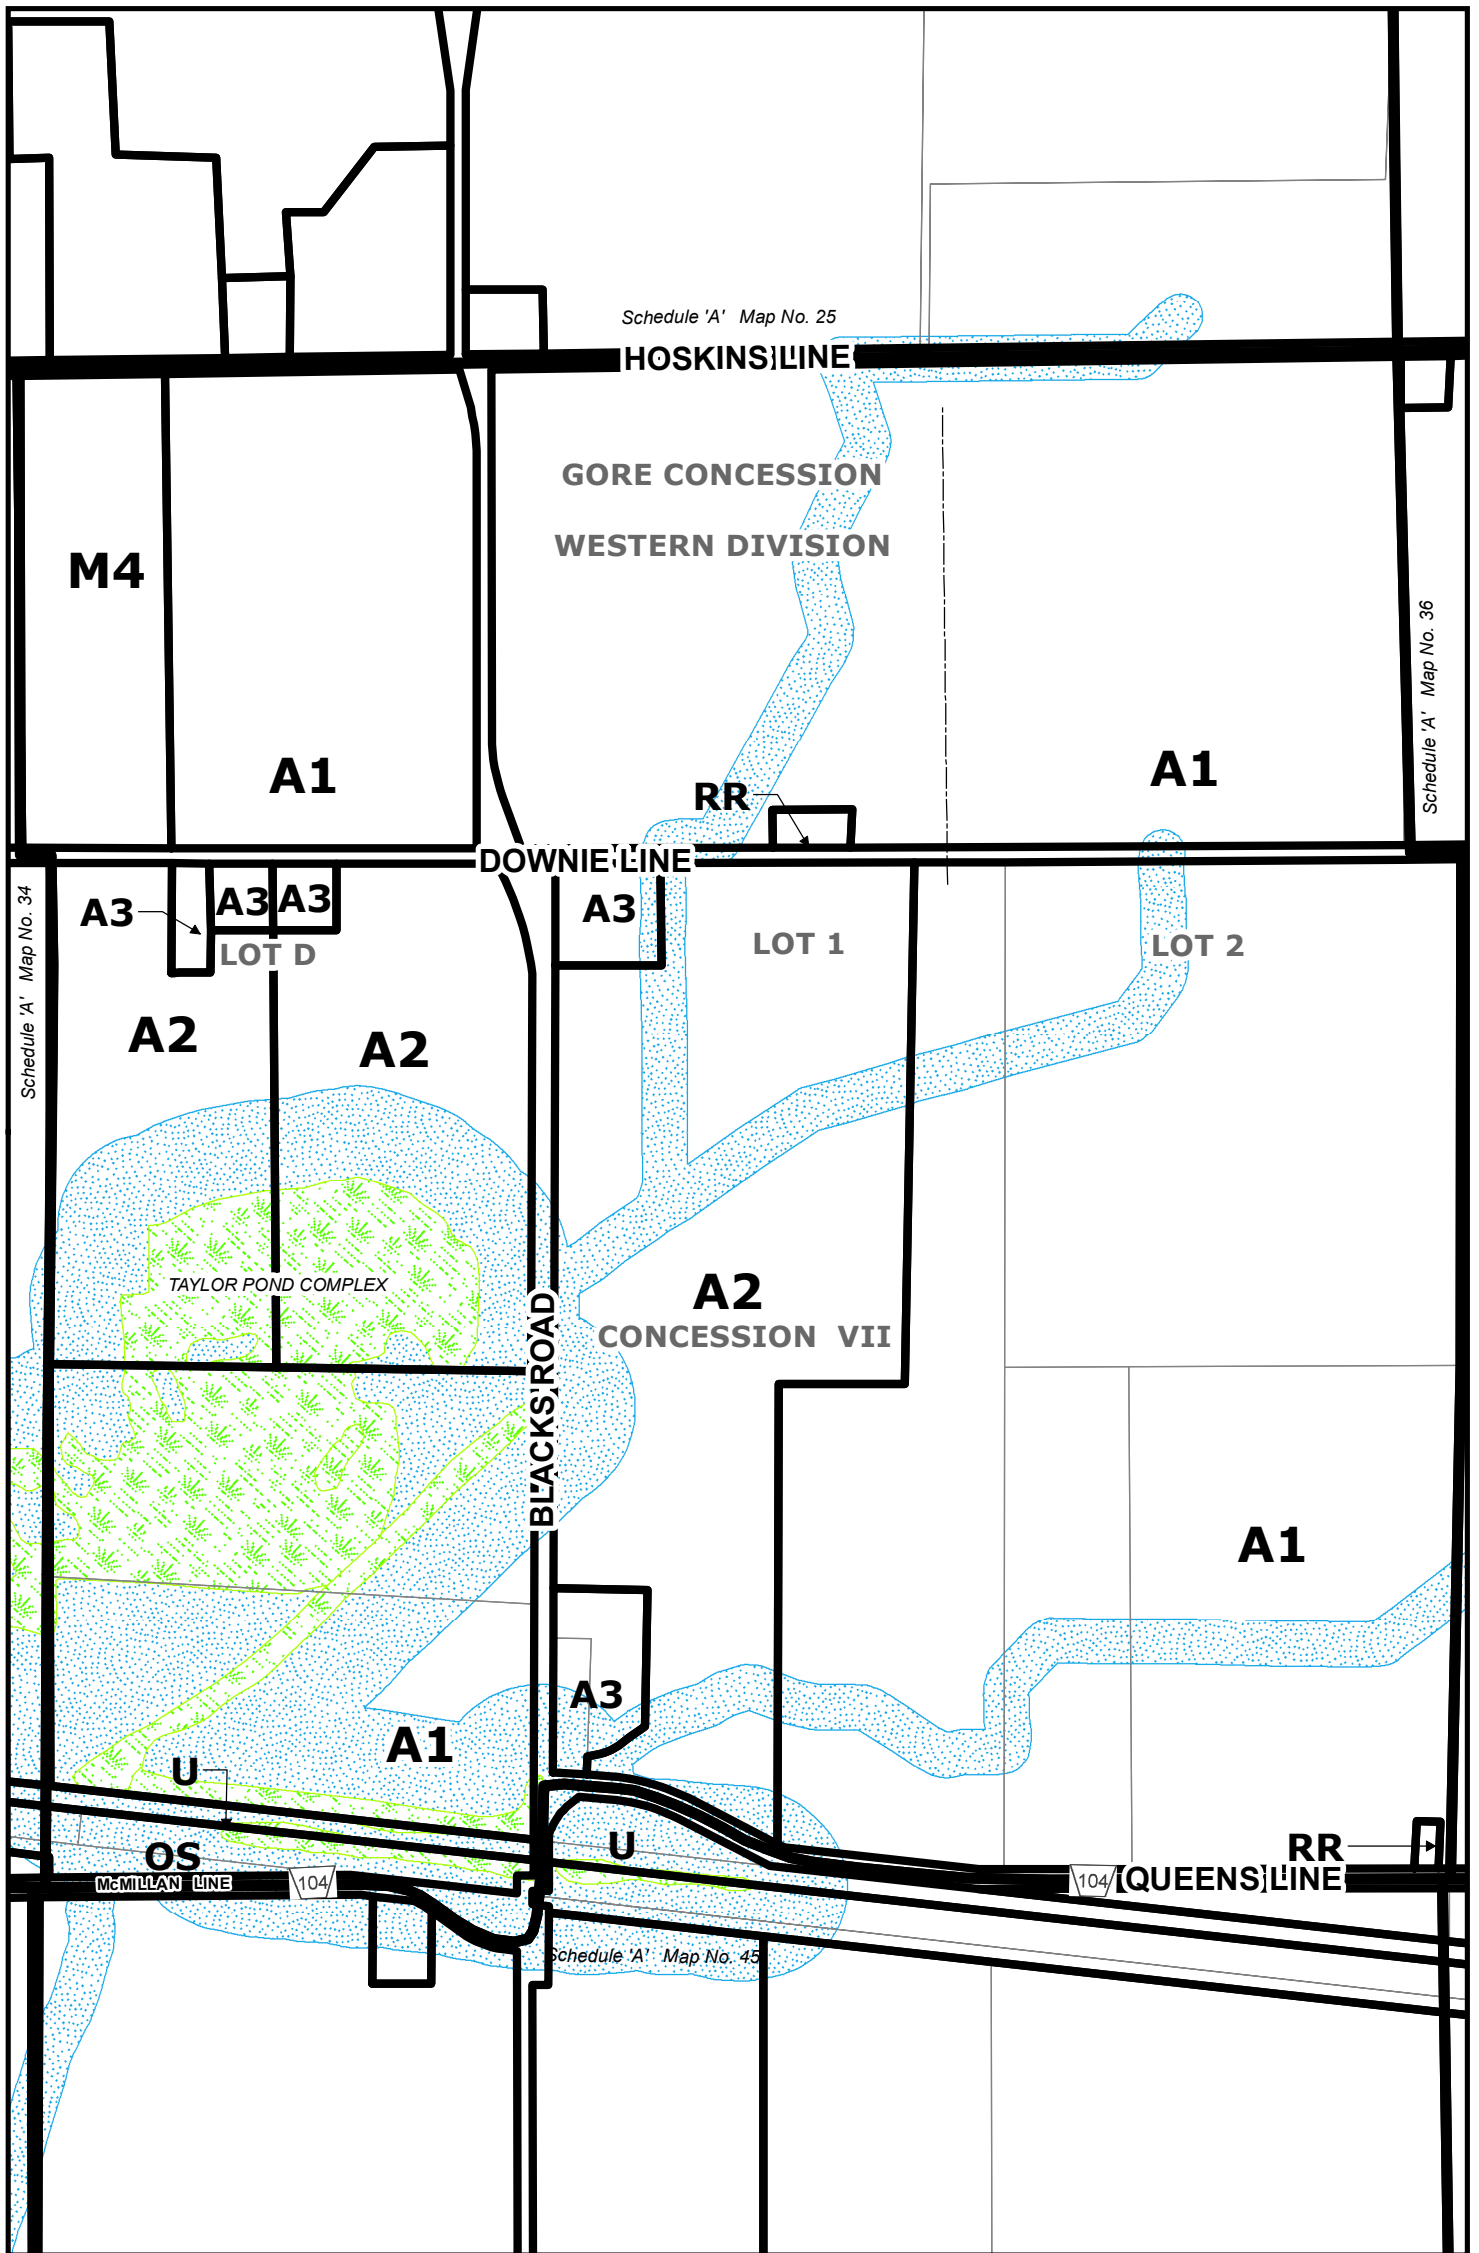 Schedule 'A' Map No. 25
HOSKINS LINE
GORE CONCESSION
WESTERN DIVISION
M4
Schedule 'A' Map No. 36
A1
A1
RR
DOWNIE LINE
A3
A3
A3
A3
LOT D
LOT 1
LOT 2
Schedule 'A' Map No. 34
A2
A2
TAYLOR POND COMPLEX
A2
CONCESSION VII
BLACKS ROAD
A1
A3
A1
U
OS
U
RR
McMILLAN LINE
104
104
QUEENS LINE
Schedule 'A' Map No. 45